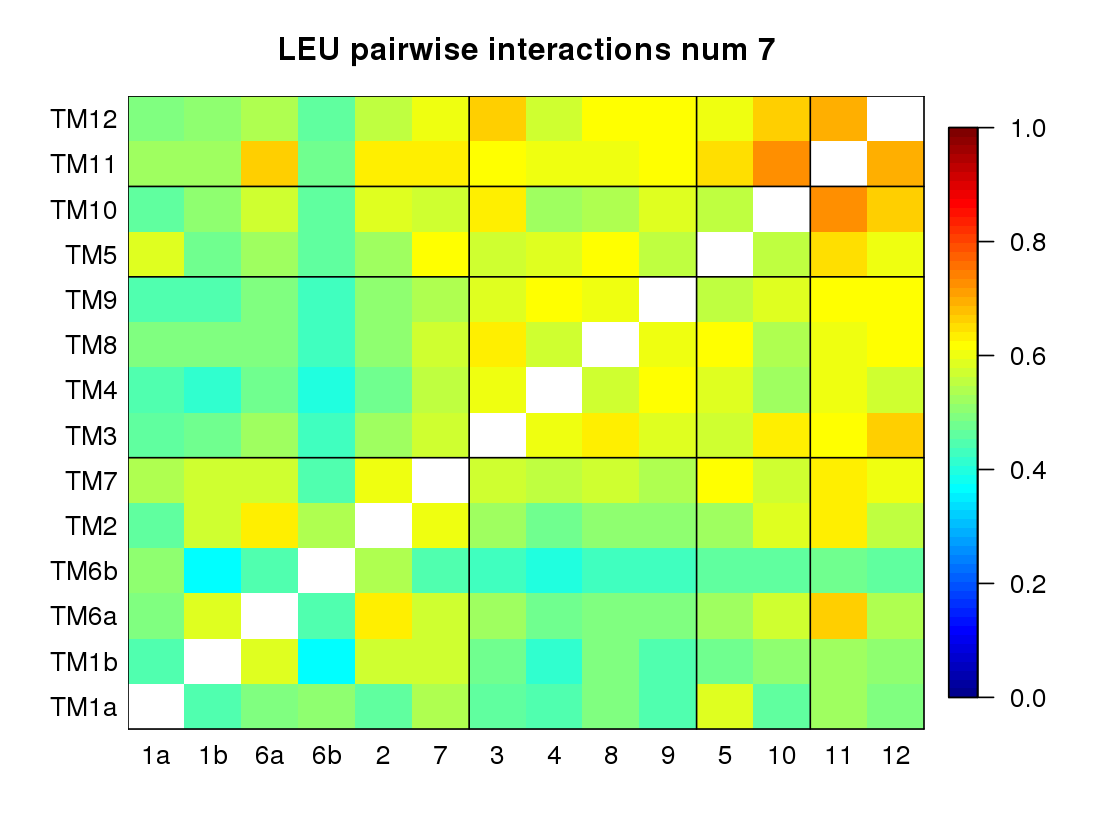 LEU pairwise interactions num 7
TM12
TM11
TM10
TM5
TM9
TM8
TM4
TM3
TM7
TM2
TM6b
TM6a
TM1b
TM1a
1a 1b 6a 6b 2 7 3 4 8 9 5 10 11 12
1.0
0.8
0.6
0.4
0.2
0.0